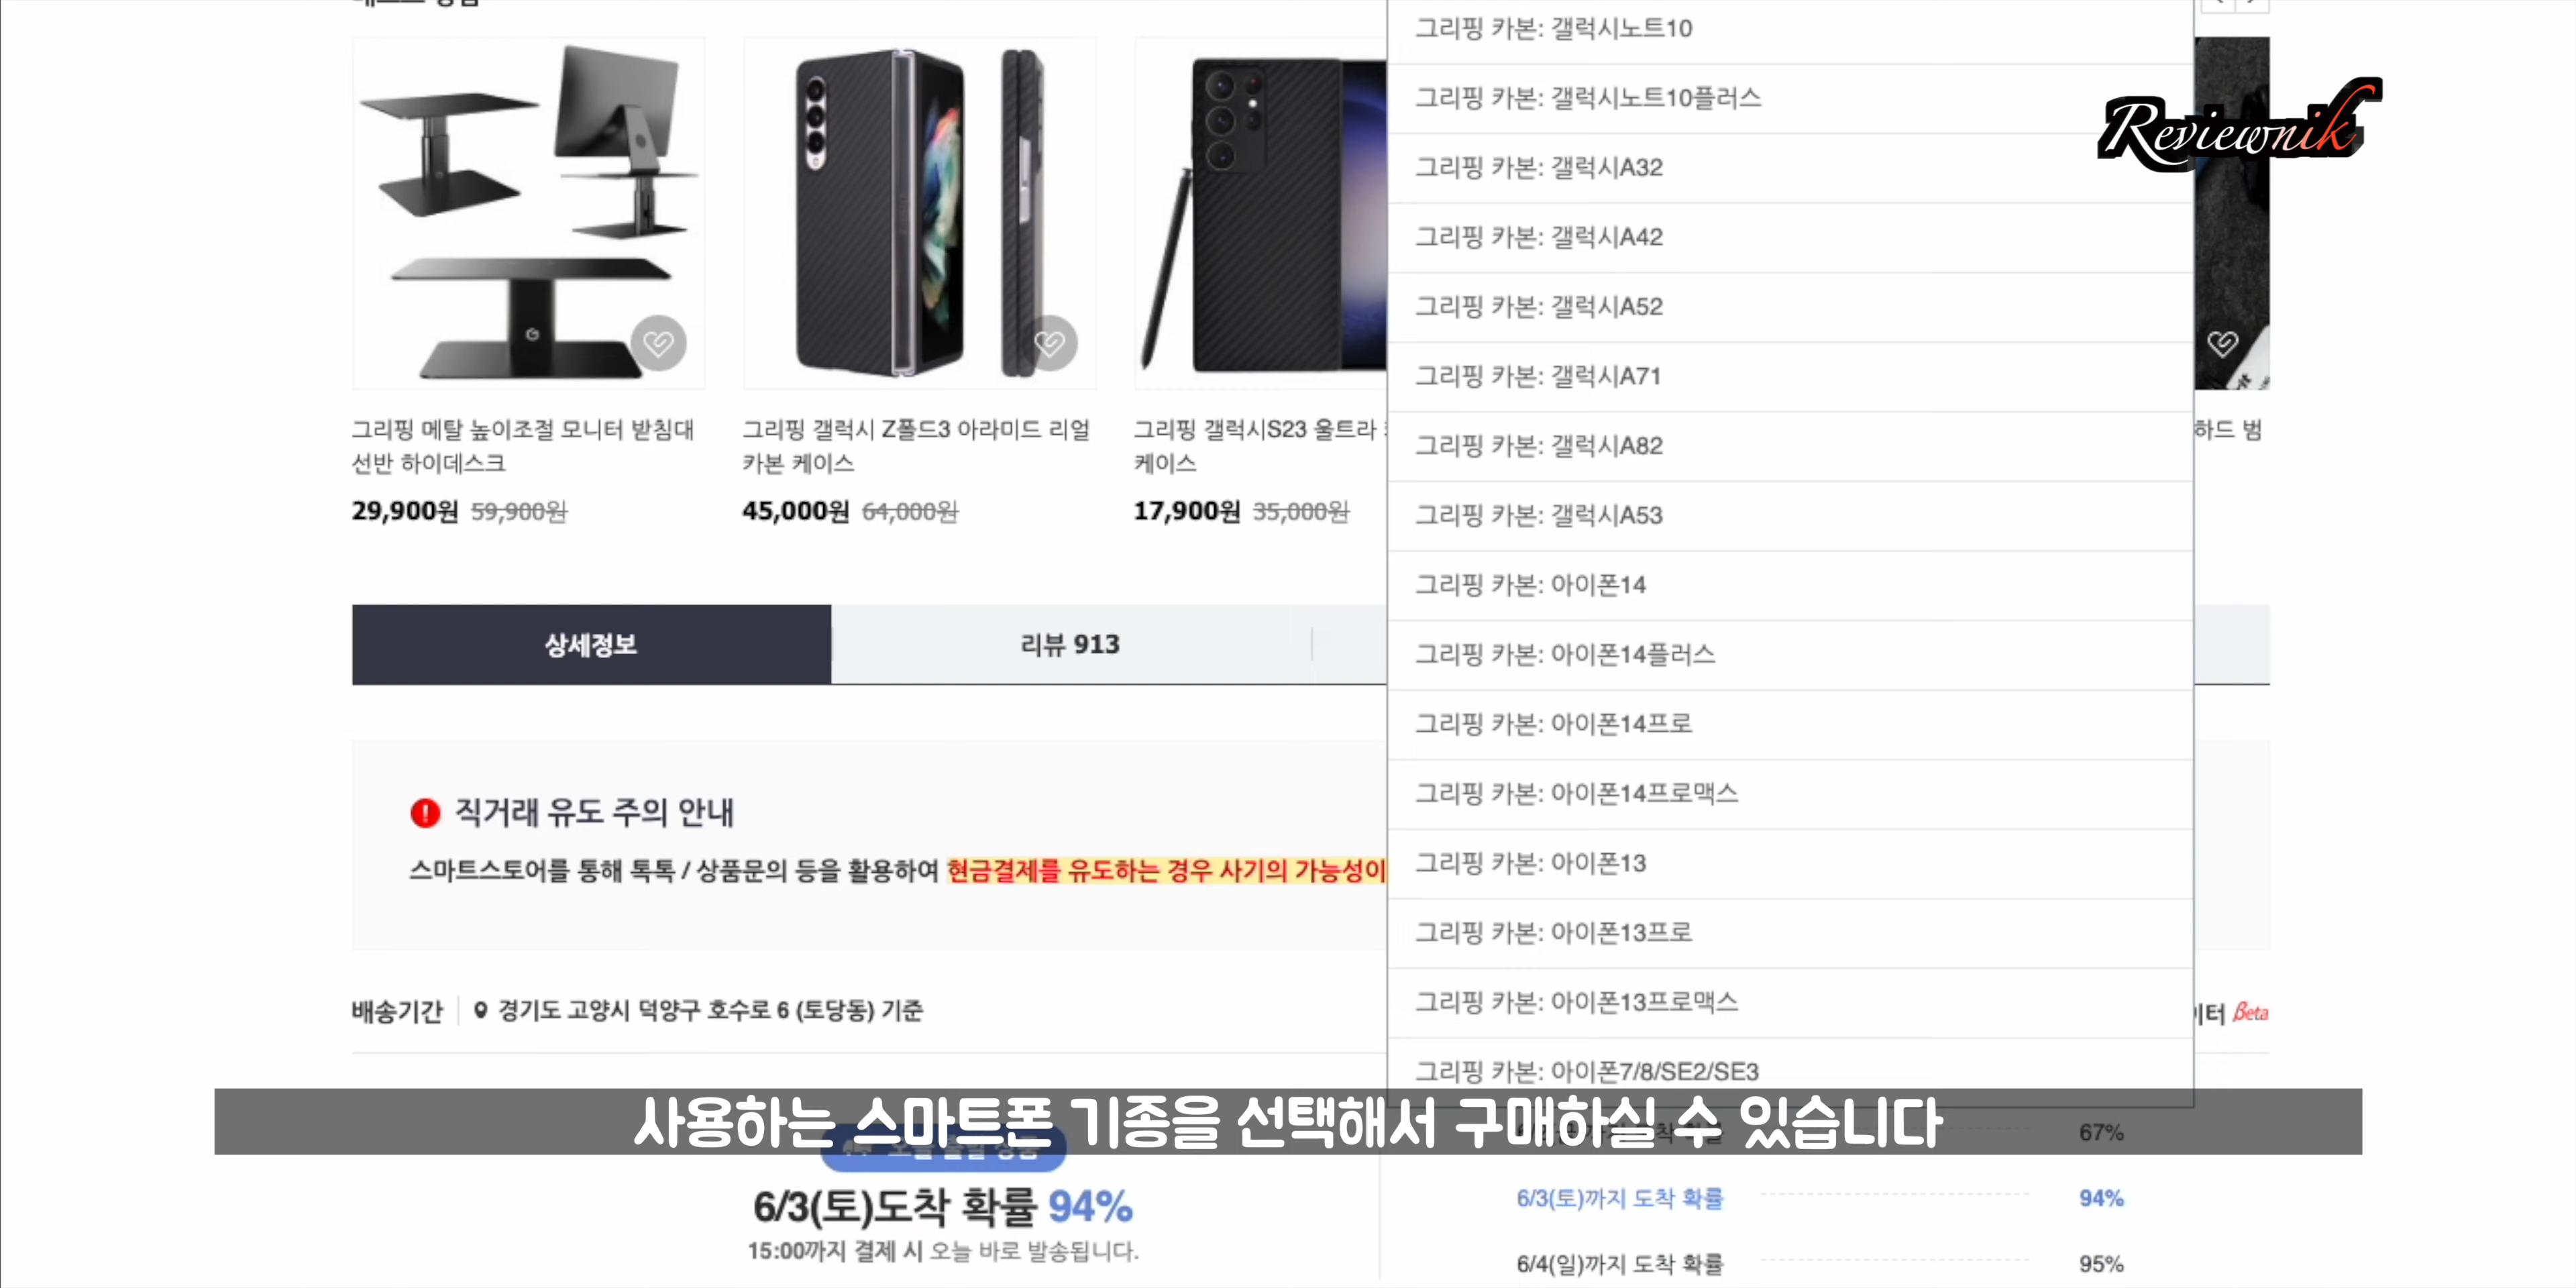 그리핑 메탈 높이조절 모니터 받침대
선반 하이데스크
29,900원 59,900원
그리핑 갤럭시 Z폴드3 아라미드 리얼
카본 케이스
45,000원 64,000원
그리핑 갤럭시S23 울트라
케이스
17,900원 35,000원
하드 범
그리핑 카본: 갤럭시노트10
그리핑 카본: 갤럭시노트10플러스
그리핑 카본: 갤럭시A32
그리핑 카본: 갤럭시A42
그리핑 카본: 갤럭시A52
그리핑 카본: 갤럭시A71
그리핑 카본: 갤럭시A82
그리핑 카본: 갤럭시A53
그리핑 카본: 아이폰14
그리핑 카본: 아이폰14플러스
그리핑 카본: 아이폰14프로
그리핑 카본: 아이폰14프로맥스
그리핑 카본: 아이폰13
그리핑 카본: 아이폰13프로
그리핑 카본: 아이폰13프로맥스
그리핑 카본: 아이폰7/8/SE2/SE3
Reviewnik
상세정보
리뷰 913
직거래 유도 주의 안내
스마트스토어를 통해 톡톡 / 상품문의 등을 활용하여 현금결제를 유도하는 경우 사기의 가능성이
배송기간
경기도 고양시 덕양구 호수로 6 (토당동) 기준
이터 Beta
사용하는 스마트폰 기종을 선택해서 구매하실 수 있습니다
67%
6/3(토)도착 확률 94%
15:00까지 결제 시 오늘 바로 발송됩니다.
6/3(토)까지 도착 확률 94%
6/4(일)까지 도착 확률 95%